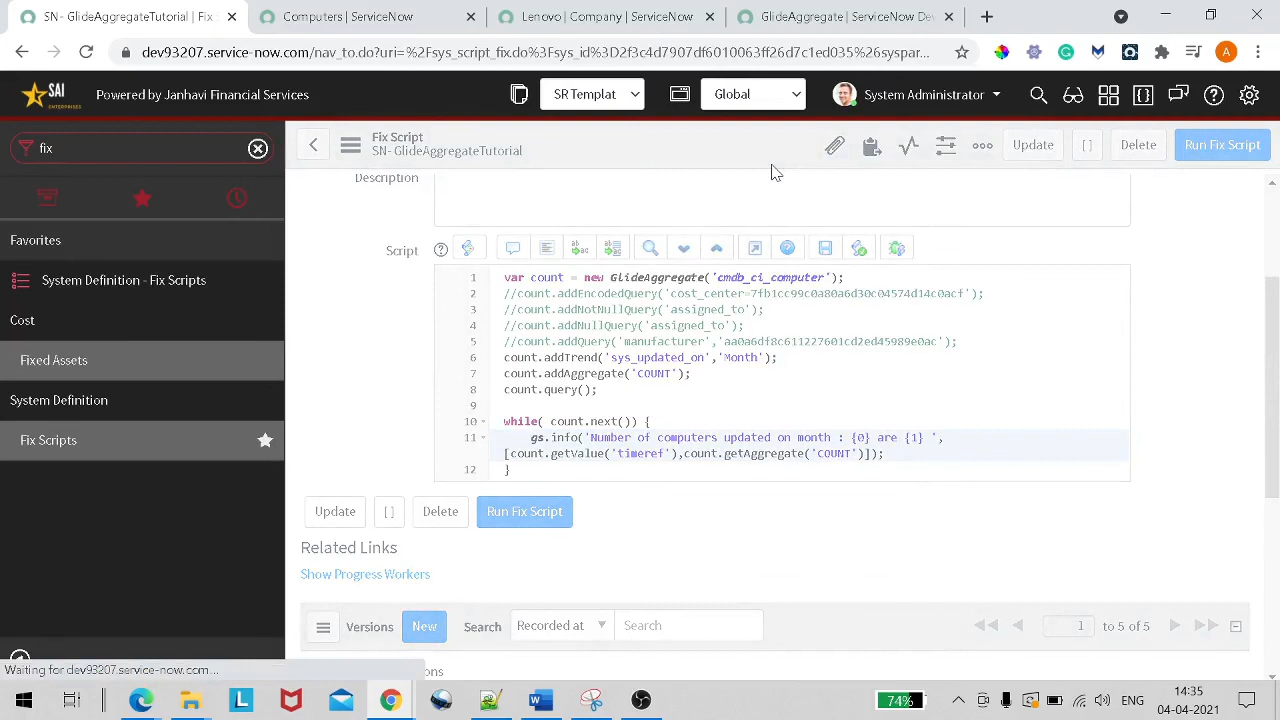 SN- GlideAggregateTutorial | Fix S
Computers | ServiceNow
Lenovo | Company | ServiceNow
GlideAggregate | ServiceNow Dev
dev93207.service-now.com/nav_to.do?uri=%2Fsys_script_fix.do%3Fsys_id%3D2f3c4d7907df6010063ff26d7c1ed035%26syspar...
A
SAI
ENTERPRISES
Powered by Janhavi Financial Services
SR Templat
Global
System Administrator
fix
Fix Script
SN- GlideAggregateTutorial
Update
[ ]
Delete
Run Fix Script
Favorites
System Definition - Fix Scripts
Cost
Fixed Assets
System Definition
Fix Scripts
Description
Script
1 var count = new GlideAggregate('cmdb_ci_computer');
2 //count.addEncodedQuery('cost_center=7fb1cc99c0a80a6d30c04574d14c0acf');
3 //count.addNotNullQuery('assigned_to');
4 //count.addNullQuery('assigned_to');
5 //count.addQuery('manufacturer','aa0a6df8c611227601cd2ed45989e0ac');
6 count.addTrend('sys_updated_on','Month');
7 count.addAggregate('COUNT');
8 count.query();
9
10 while( count.next()) {
11 gs.info('Number of computers updated on month : {0} are {1} ',
[count.getValue('timeref'),count.getAggregate('COUNT')]);
12 }
Update
[ ]
Delete
Run Fix Script
Related Links
Show Progress Workers
Versions
New
Search
Recorded at
Search
1
to 5 of 5
Waiting for dev93207.service-now.com...
74%
ENG
14:35
04-04-2021